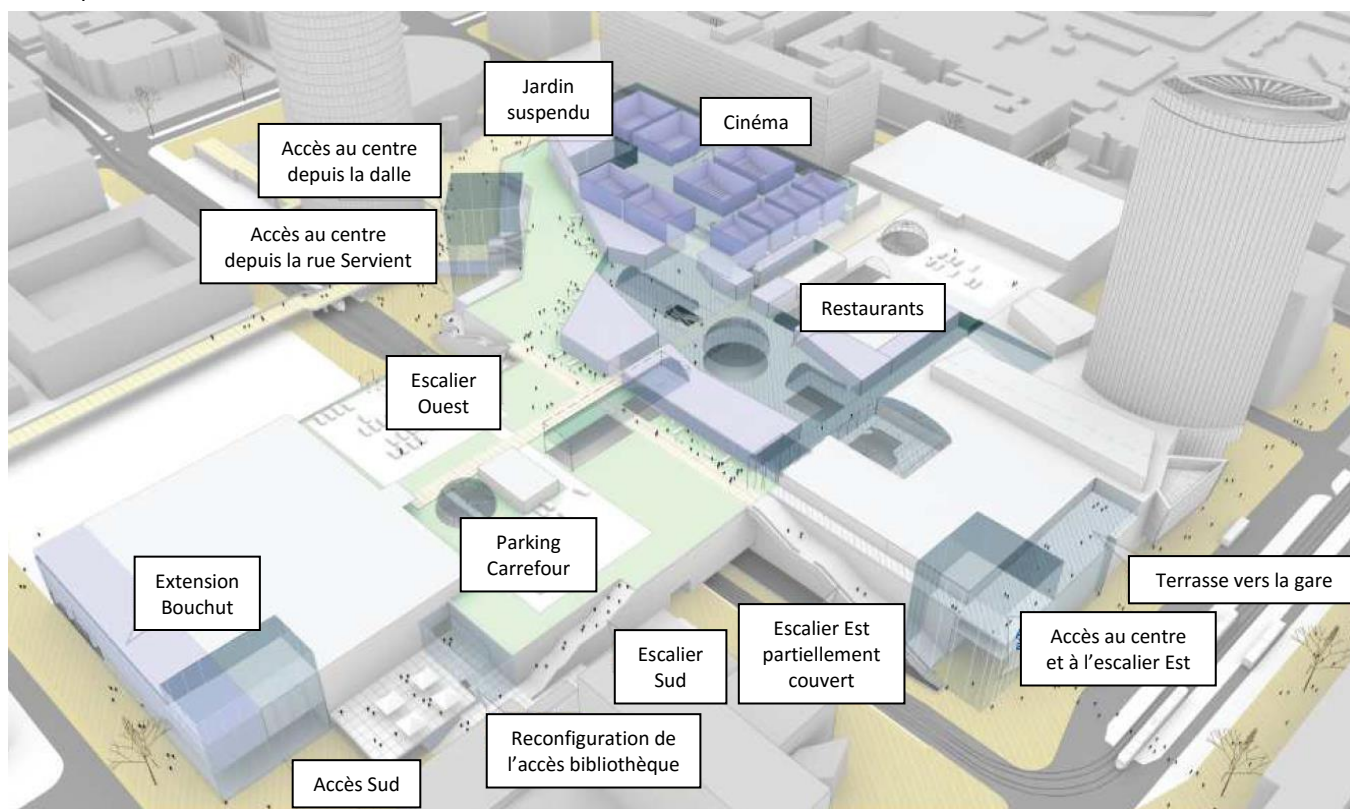 Jardin
suspendu
Cinéma
Accès au centre
depuis la dalle
Accès au centre
depuis la rue Servient
Restaurants
Escalier
Ouest
Parking
Carrefour
Extension
Bouchut
Terrasse vers la gare
Escalier Est
partiellement
couvert
Accès au centre
et à l’escalier Est
Escalier
Sud
Reconfiguration de
l’accès bibliothèque
Accès Sud